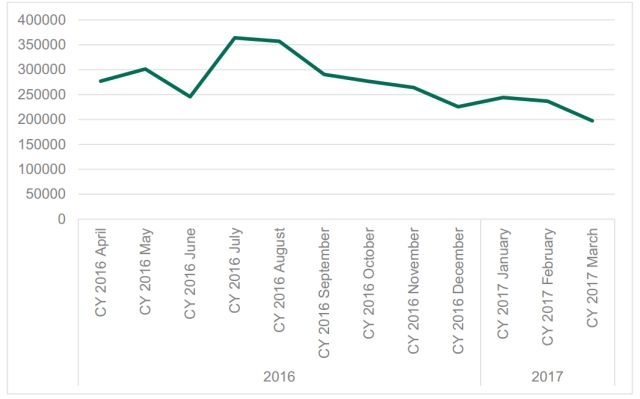 400000
350000
300000
250000
200000
150000
100000
50000
0
CY 2016 April
CY 2016 May
CY 2016 June
CY 2016 July
CY 2016 August
CY 2016 September
CY 2016 October
CY 2016 November
CY 2016 December
CY 2017 January
CY 2017 February
CY 2017 March
2016
2017